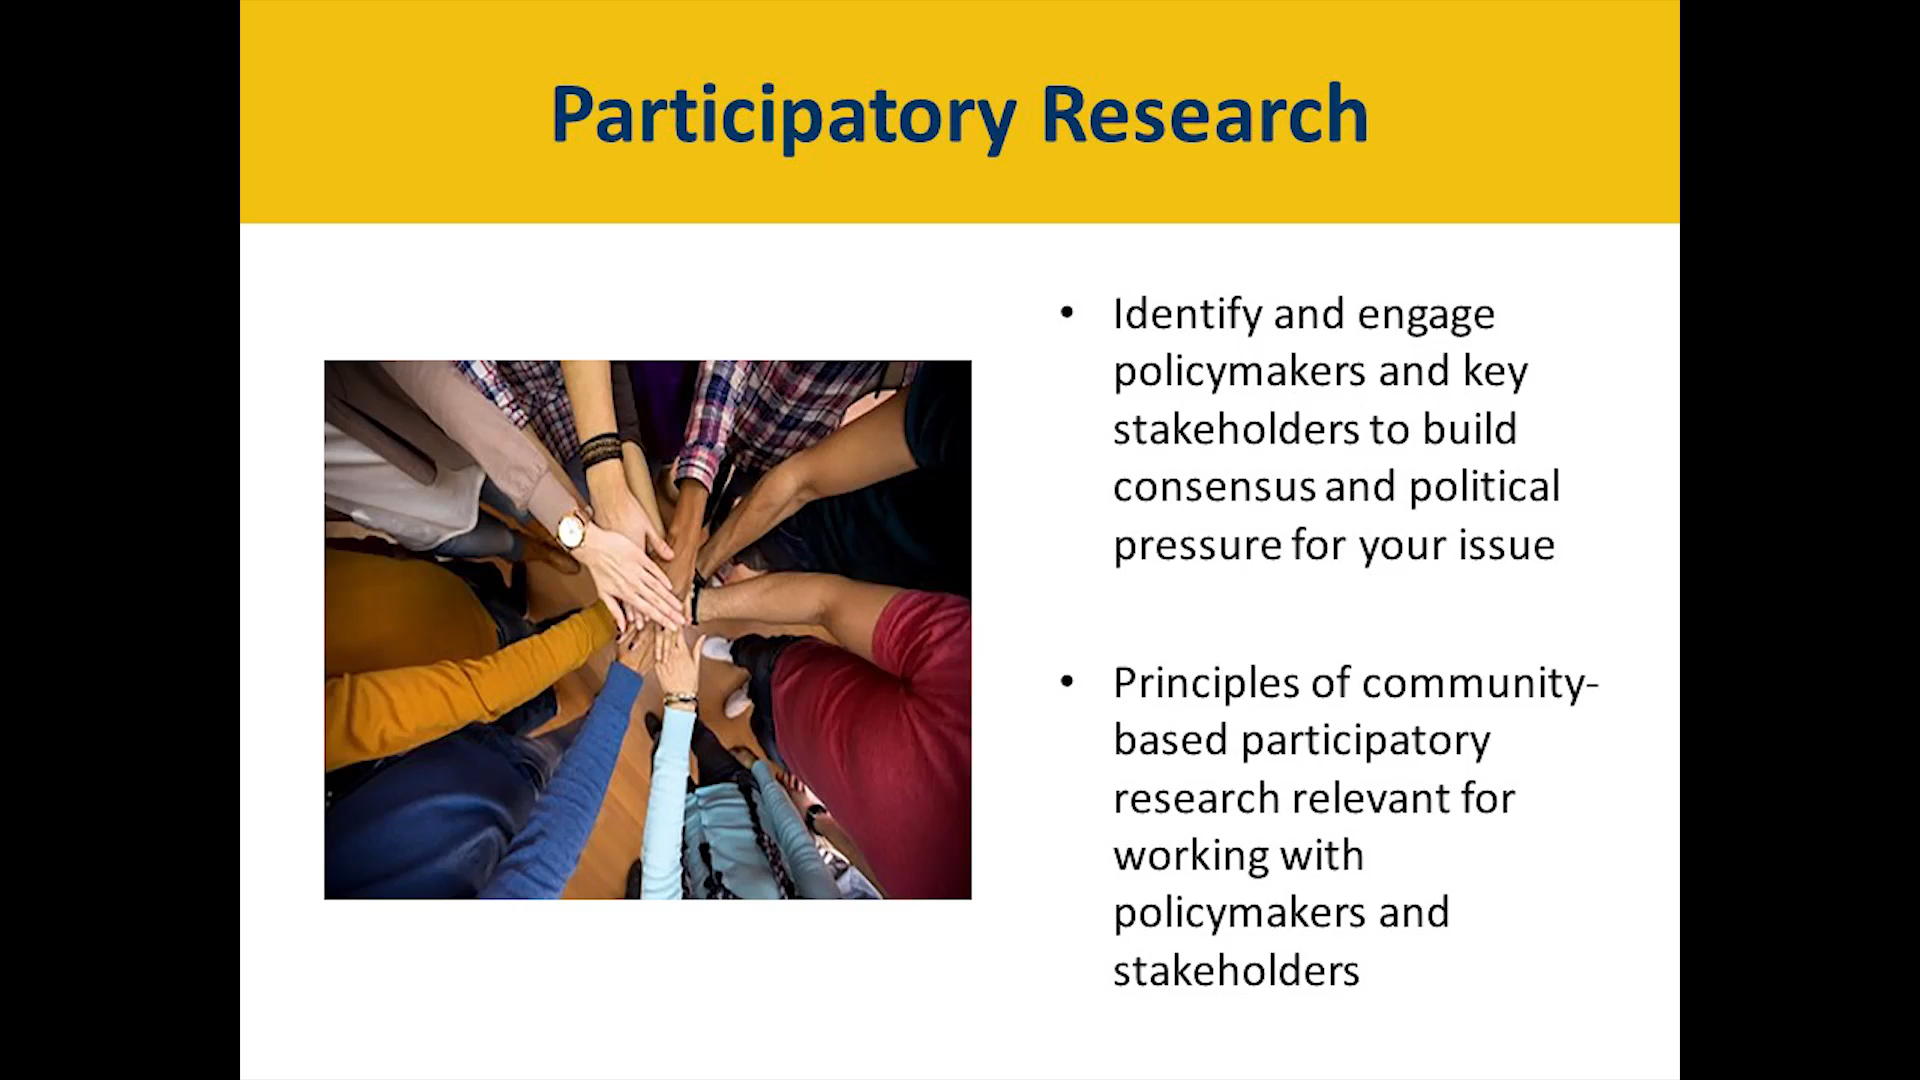 Participatory Research
• Identify and engage
policymakers and key
stakeholders to build
consensus and political
pressure for your issue
• Principles of community-
based participatory
research relevant for
working with
policymakers and
stakeholders